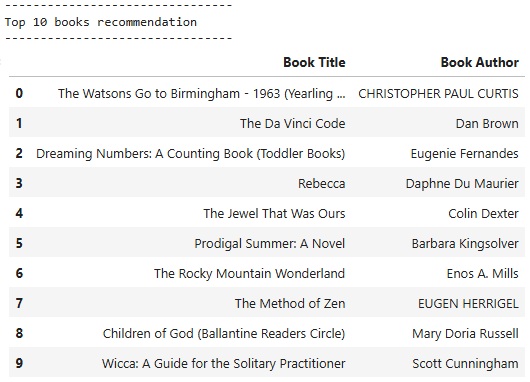 --------------------------------
Top 10 books recommendation
--------------------------------
Book Title Book Author
0 The Watsons Go to Birmingham - 1963 (Yearling ... CHRISTOPHER PAUL CURTIS
1 The Da Vinci Code Dan Brown
2 Dreaming Numbers: A Counting Book (Toddler Books) Eugenie Fernandes
3 Rebecca Daphne Du Maurier
4 The Jewel That Was Ours Colin Dexter
5 Prodigal Summer: A Novel Barbara Kingsolver
6 The Rocky Mountain Wonderland Enos A. Mills
7 The Method of Zen EUGEN HERRIGEL
8 Children of God (Ballantine Readers Circle) Mary Doria Russell
9 Wicca: A Guide for the Solitary Practitioner Scott Cunningham